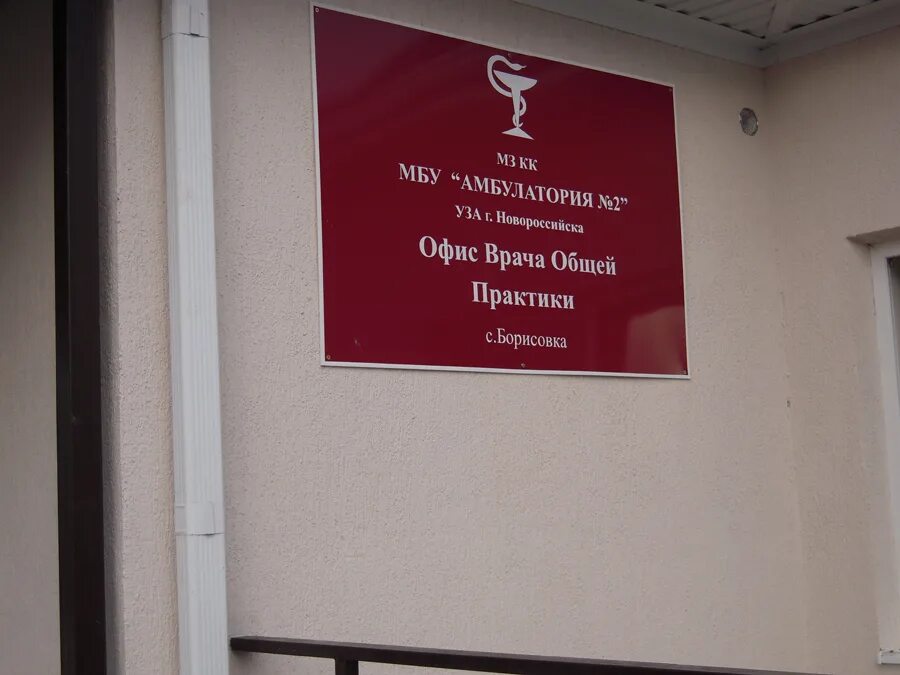 МЗ КК
МБУ “АМБУЛАТОРИЯ №2”
УЗА г. Новороссийска
Офис Врача Общей
Практики
с.Борисовка